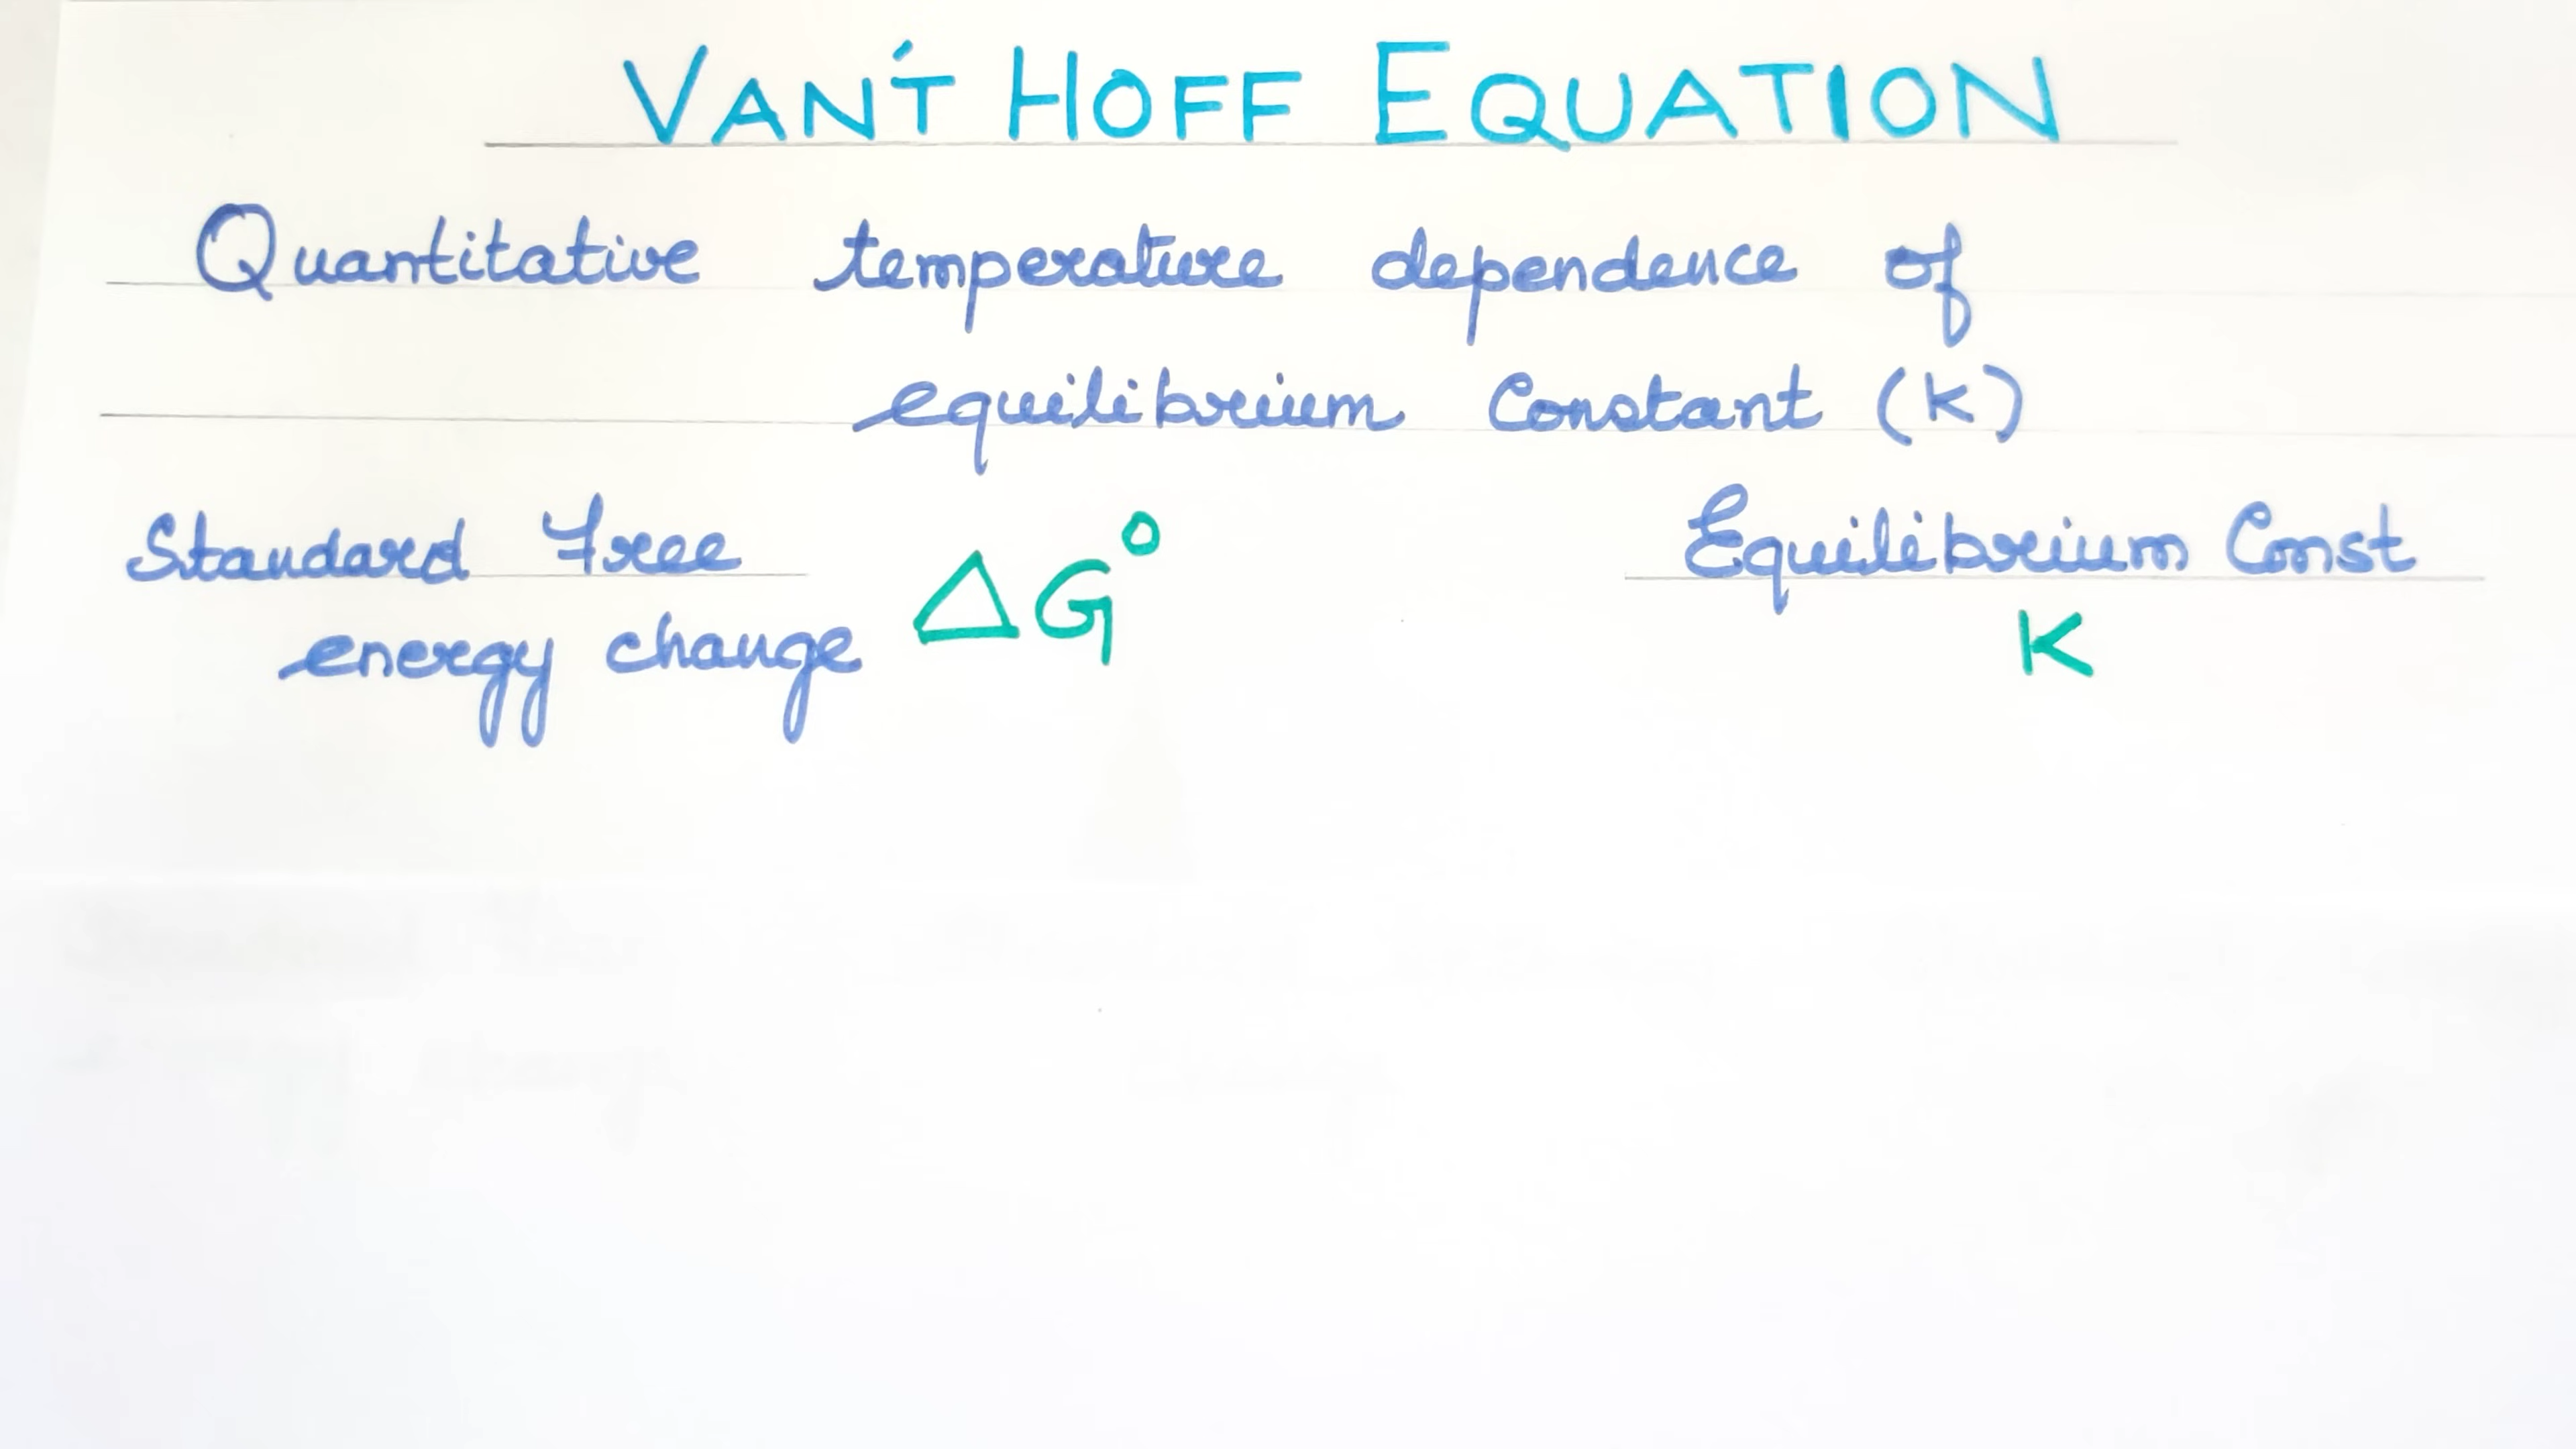 VAN'T HOFF EQUATION
Quantitative temperature dependence of
equilibrium Constant (K)
Standard Free
energy change ΔG°
Equilibrium Const
K